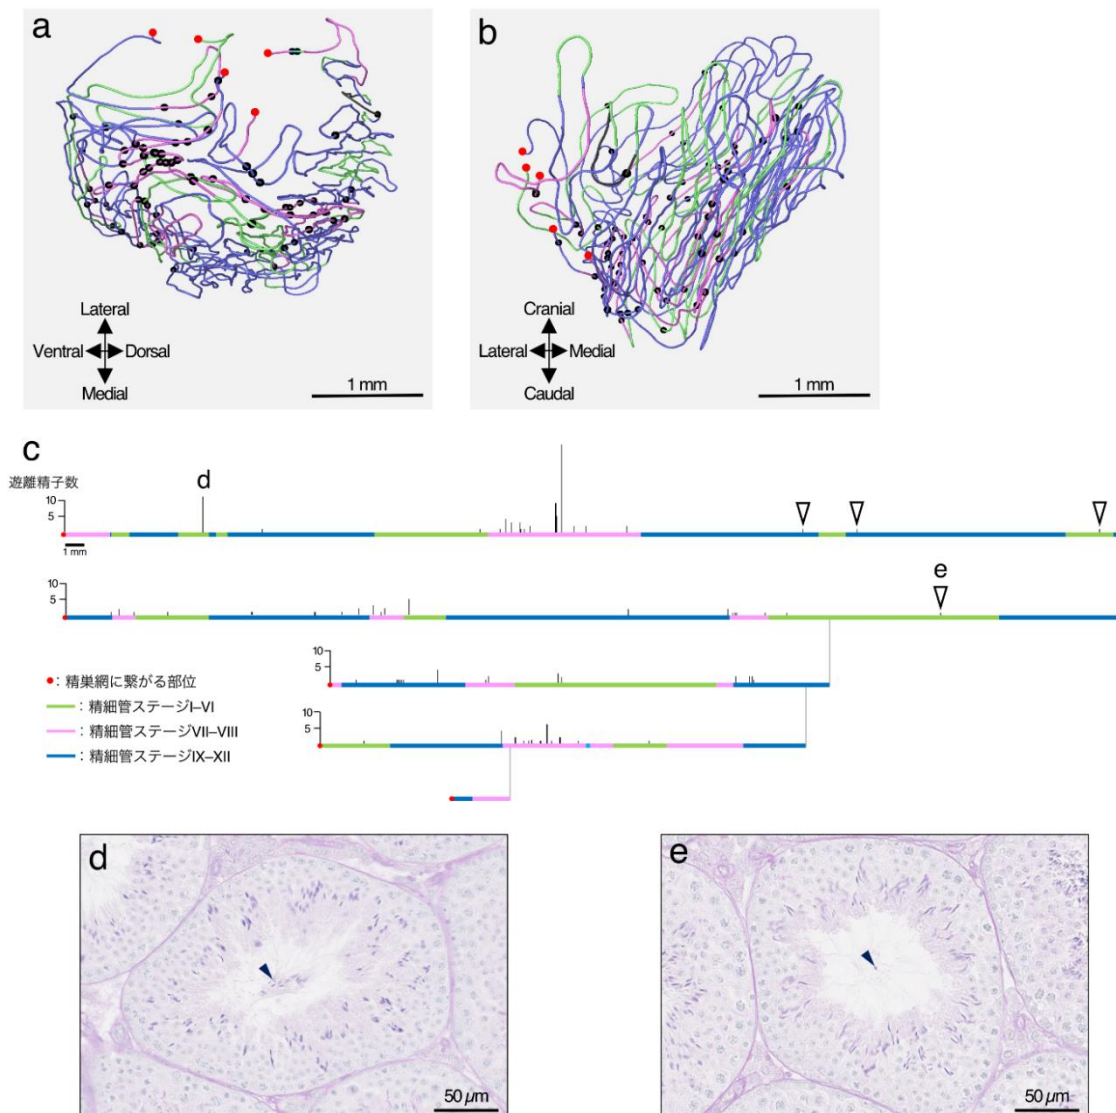 a
Lateral
Ventral
Dorsal
Medial
1 mm
b
Cranial
Lateral
Medial
Caudal
1 mm
c
遊離精子数
d
10
5
1 mm
10
5
e
10
5
●：精巣網に繋がる部位
：精細管ステージI–VI
：精細管ステージVII–VIII
：精細管ステージIX–XII
10
5
d
50 µm
e
50 µm